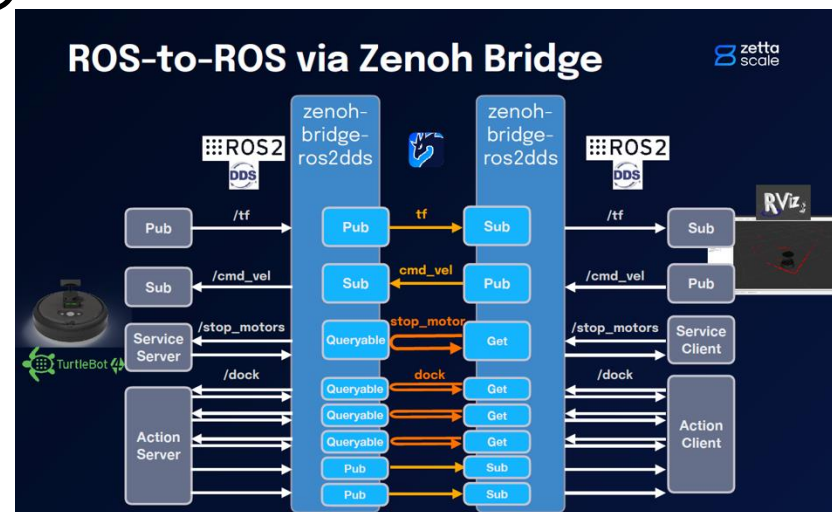 ROS-to-ROS via Zenoh Bridge
zetta
scale
zenoh-
bridge-
ros2dds
zenoh-
bridge-
ros2dds
ROS2
DDS
ROS2
DDS
RViz
Pub
/tf
Pub
tf
Sub
/tf
Sub
Sub
/cmd_vel
Sub
cmd_vel
Pub
/cmd_vel
Pub
Service
Server
/stop_motors
Queryable
stop_motor
Get
/stop_motors
Service
Client
TurtleBot 4
Action
Server
/dock
Queryable
dock
Get
/dock
Action
Client
Queryable
Get
Queryable
Get
Pub
Sub
Pub
Sub